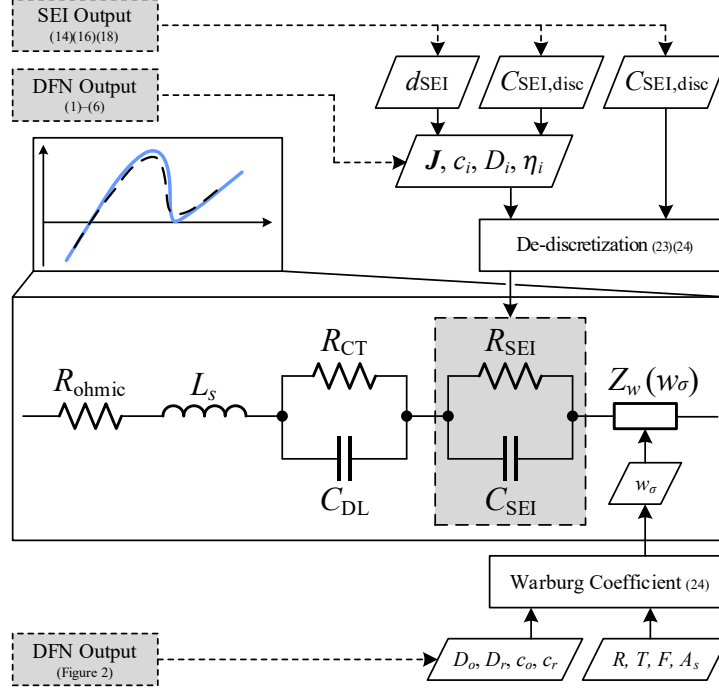 SEI Output
(14)(16)(18)
DFN Output
(1)–(6)
dSEI
CSEI,disc
CSEI,disc
J, ci, Di, ηi
De-discretization (23)(24)
Rohmic
Ls
RCT
CDL
RSEI
CSEI
Zw(wσ)
wσ
Warburg Coefficient (24)
DFN Output
(Figure 2)
Do, Dr, co, cr
R, T, F, As